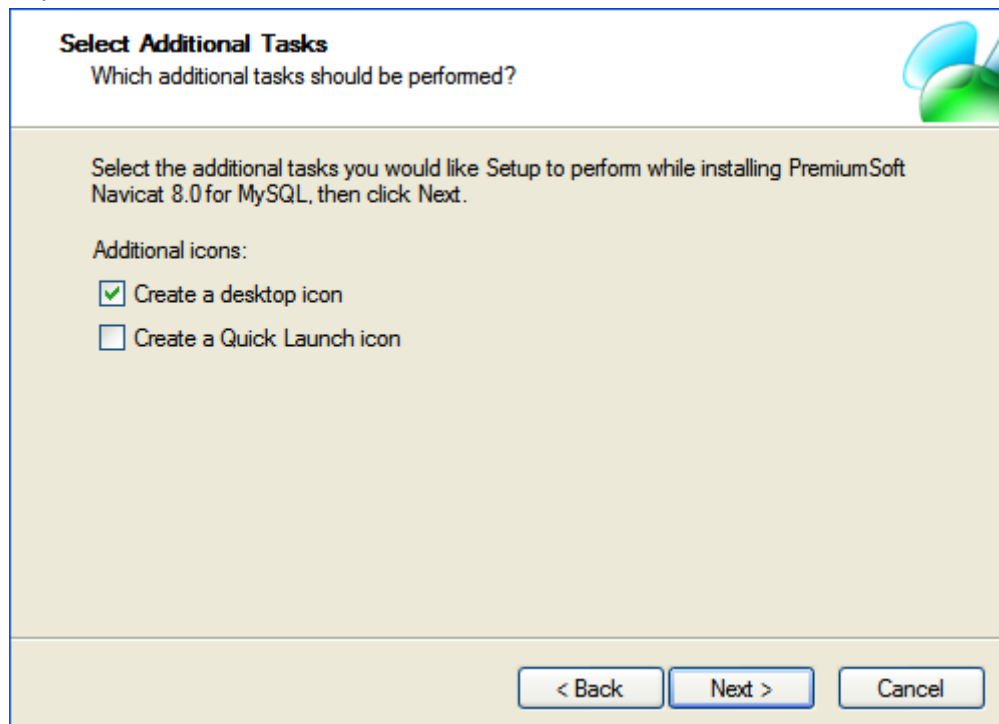 Select Additional Tasks
Which additional tasks should be performed?
Select the additional tasks you would like Setup to perform while installing PremiumSoft
Navicat 8.0 for MySQL, then click Next.
Additional icons:
Create a desktop icon
Create a Quick Launch icon
< Back Next > Cancel